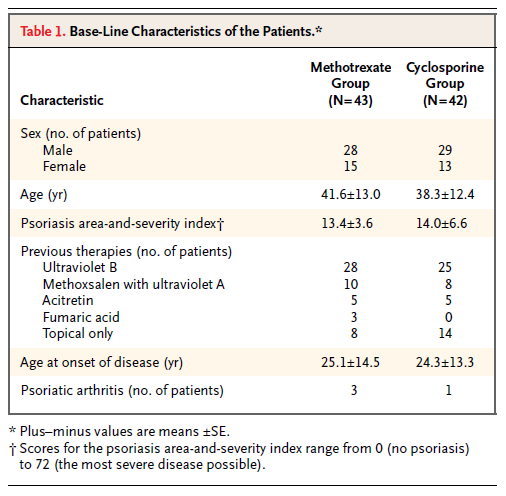 Table 1. Base-Line Characteristics of the Patients.*
Characteristic Methotrexate Group (N=43) Cyclosporine Group (N=42)
Sex (no. of patients)
Male 28 29
Female 15 13
Age (yr) 41.6±13.0 38.3±12.4
Psoriasis area-and-severity index† 13.4±3.6 14.0±6.6
Previous therapies (no. of patients)
Ultraviolet B 28 25
Methoxsalen with ultraviolet A 10 8
Acitretin 5 5
Fumaric acid 3 0
Topical only 8 14
Age at onset of disease (yr) 25.1±14.5 24.3±13.3
Psoriatic arthritis (no. of patients) 3 1
* Plus–minus values are means ±SE.
† Scores for the psoriasis area-and-severity index range from 0 (no psoriasis)
to 72 (the most severe disease possible).